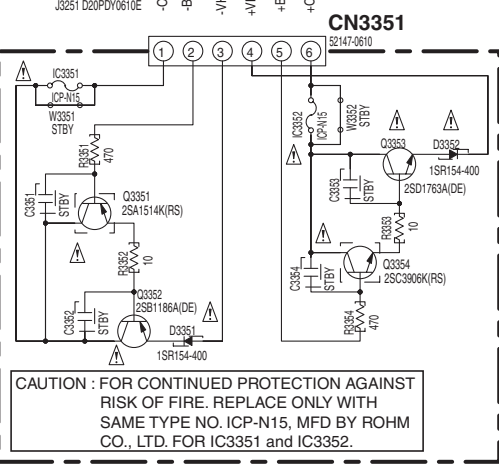 J3251 D20PDY0610E
CN3351
52147-0610
1 2 3 4 5 6
IC3351
ICP-N15
W3351
STBY
R3351
470
C3351
STBY
Q3351
2SA1514K(RS)
R3352
10
C3352
STBY
Q3352
2SB1186A(DE)
D3351
1SR154-400
IC3352
ICP-N15
W3352
STBY
Q3353
2SD1763A(DE)
D3352
1SR154-400
C3353
STBY
R3353
10
C3354
STBY
Q3354
2SC3906K(RS)
R3354
470
CAUTION : FOR CONTINUED PROTECTION AGAINST
RISK OF FIRE. REPLACE ONLY WITH
SAME TYPE NO. ICP-N15, MFD BY ROHM
CO., LTD. FOR IC3351 and IC3352.